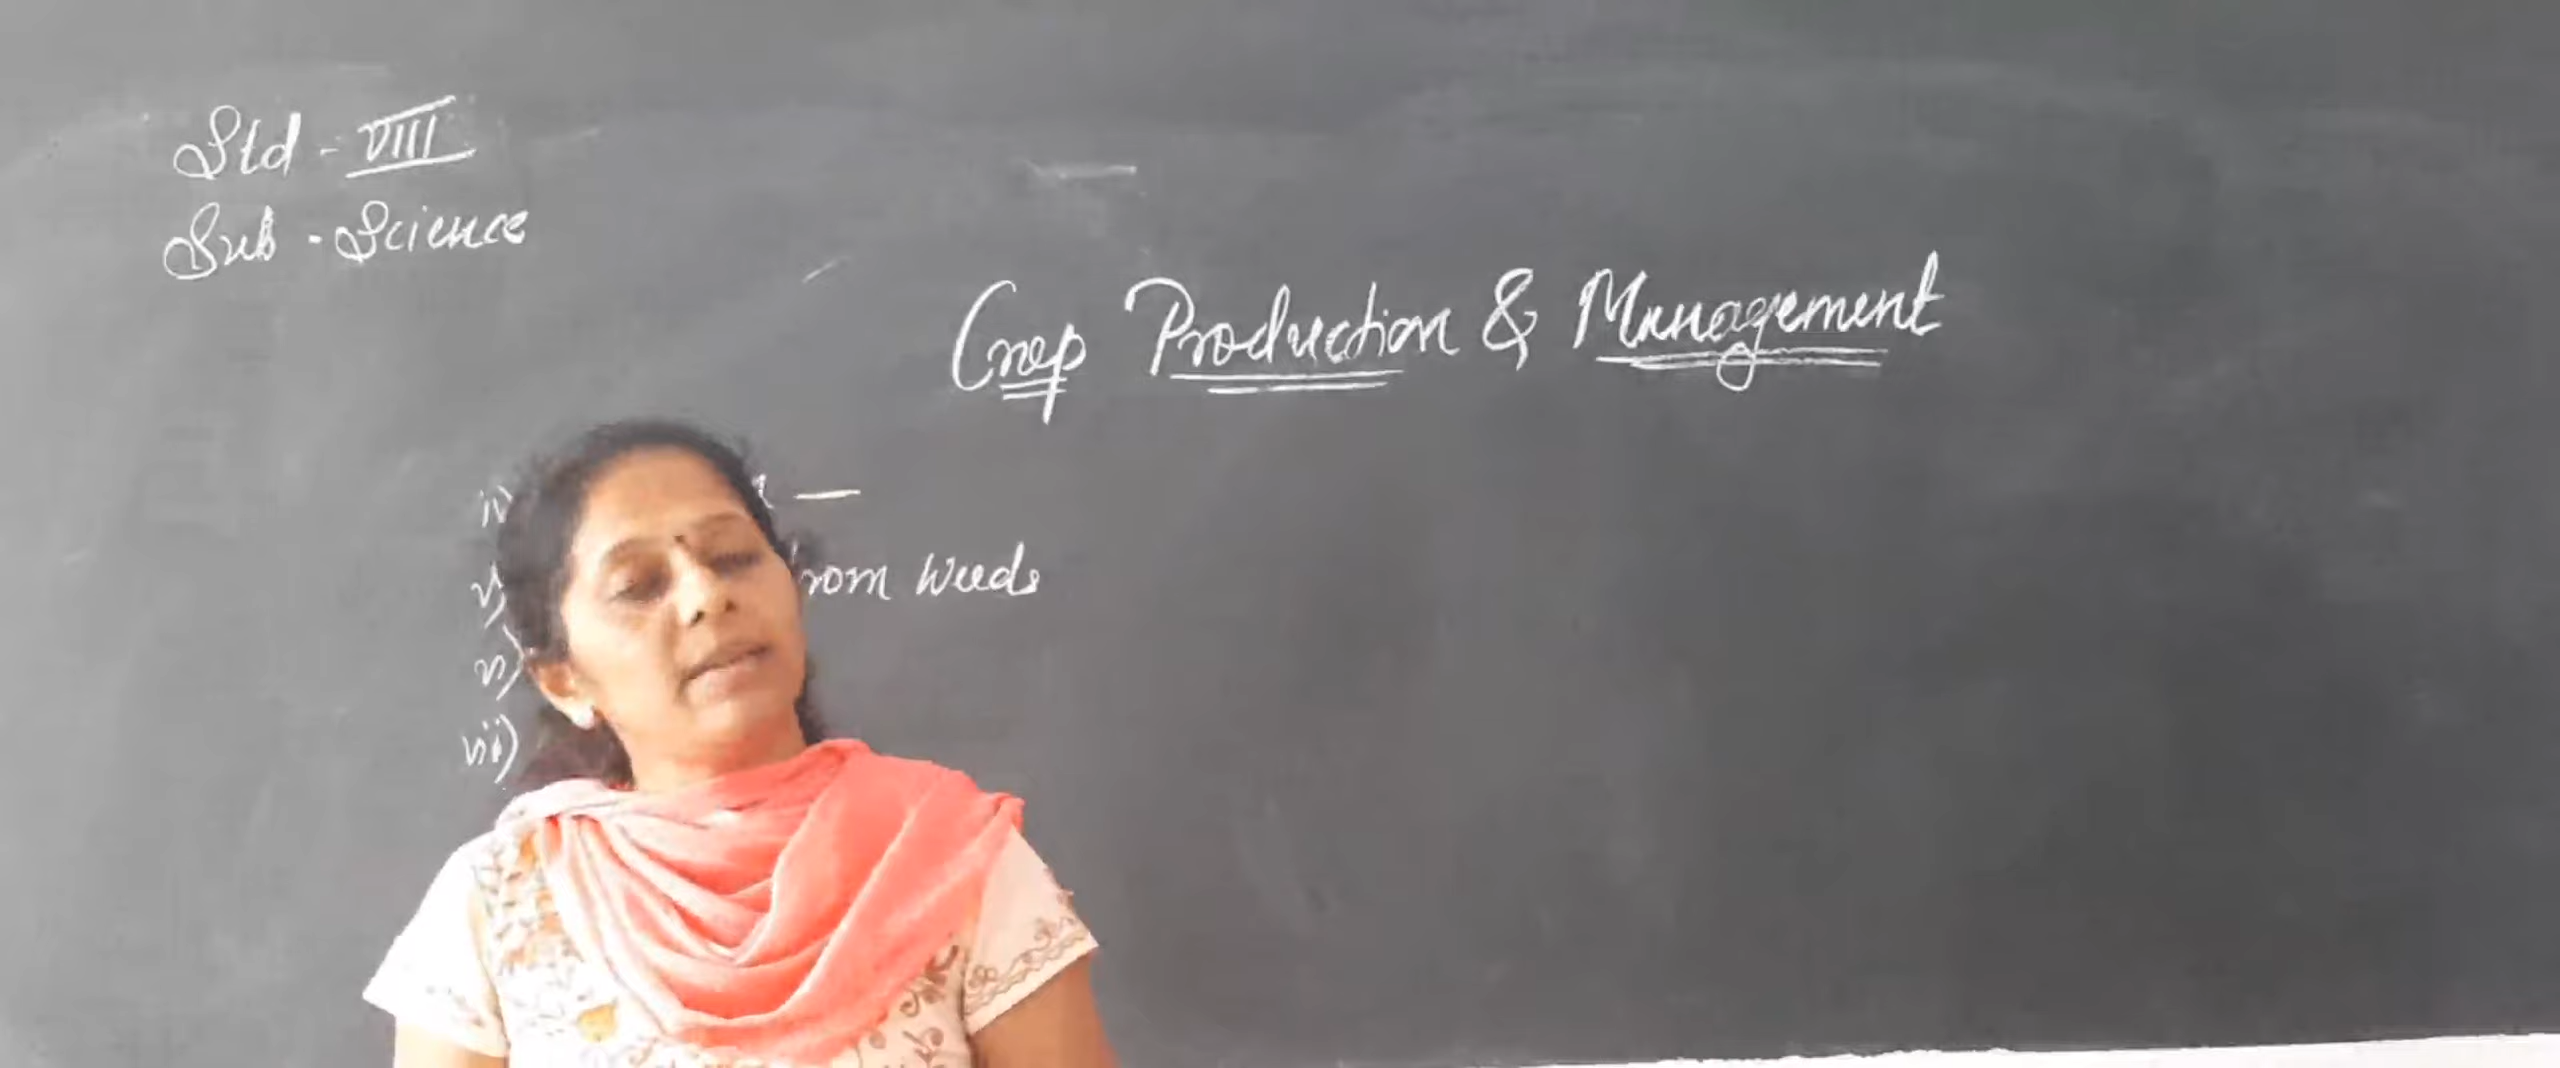 Std - VIII
Sub - Science
Crop Production & Management
iv) —
v) from Weeds
vi)
vii)